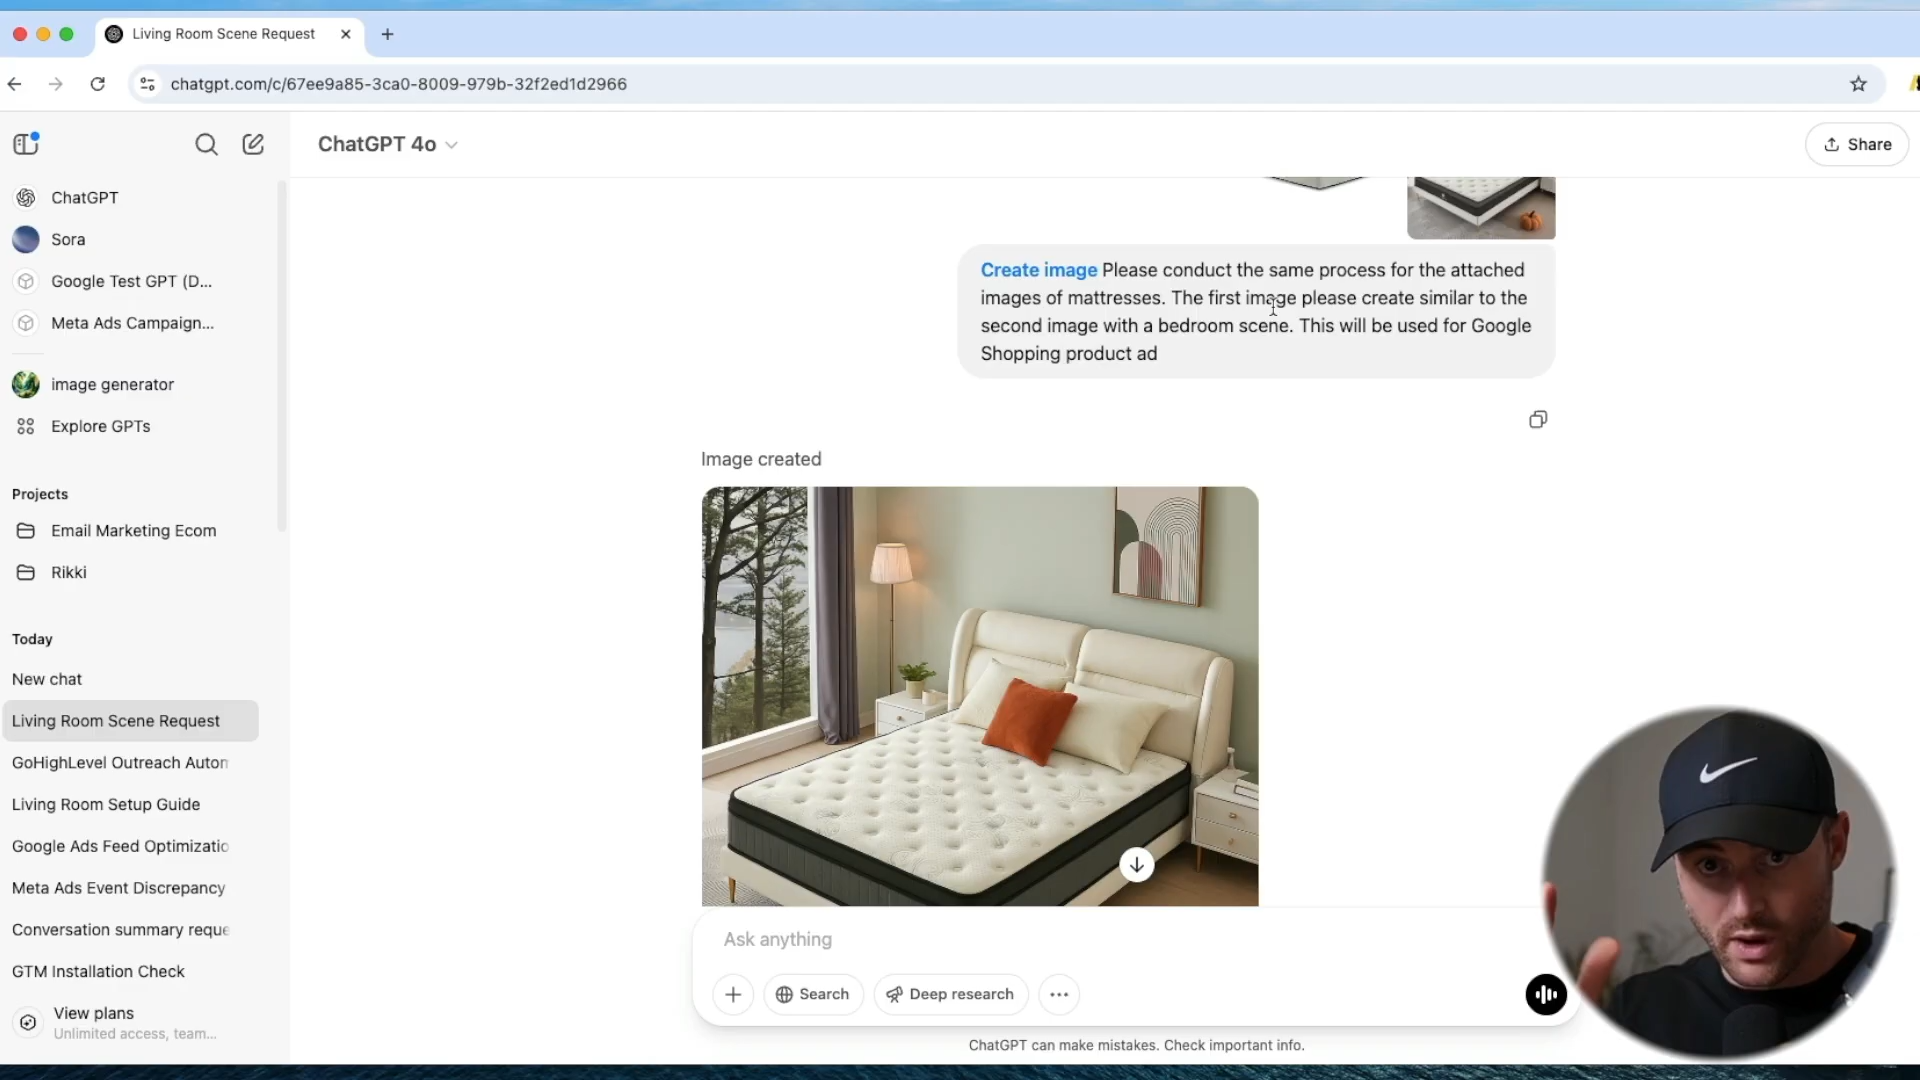 Living Room Scene Request
chatgpt.com/c/67ee9a85-3ca0-8009-979b-32f2ed1d2966
ChatGPT 4o
Share
ChatGPT
Sora
Google Test GPT (D...
Meta Ads Campaign...
image generator
Explore GPTs
Projects
Email Marketing Ecom
Rikki
Today
New chat
Living Room Scene Request
GoHighLevel Outreach Autom
Living Room Setup Guide
Google Ads Feed Optimizatio
Meta Ads Event Discrepancy
Conversation summary reque
GTM Installation Check
View plans
Unlimited access, team...
Create image Please conduct the same process for the attached
images of mattresses. The first image please create similar to the
second image with a bedroom scene. This will be used for Google
Shopping product ad
Image created
Ask anything
Search
Deep research
ChatGPT can make mistakes. Check important info.